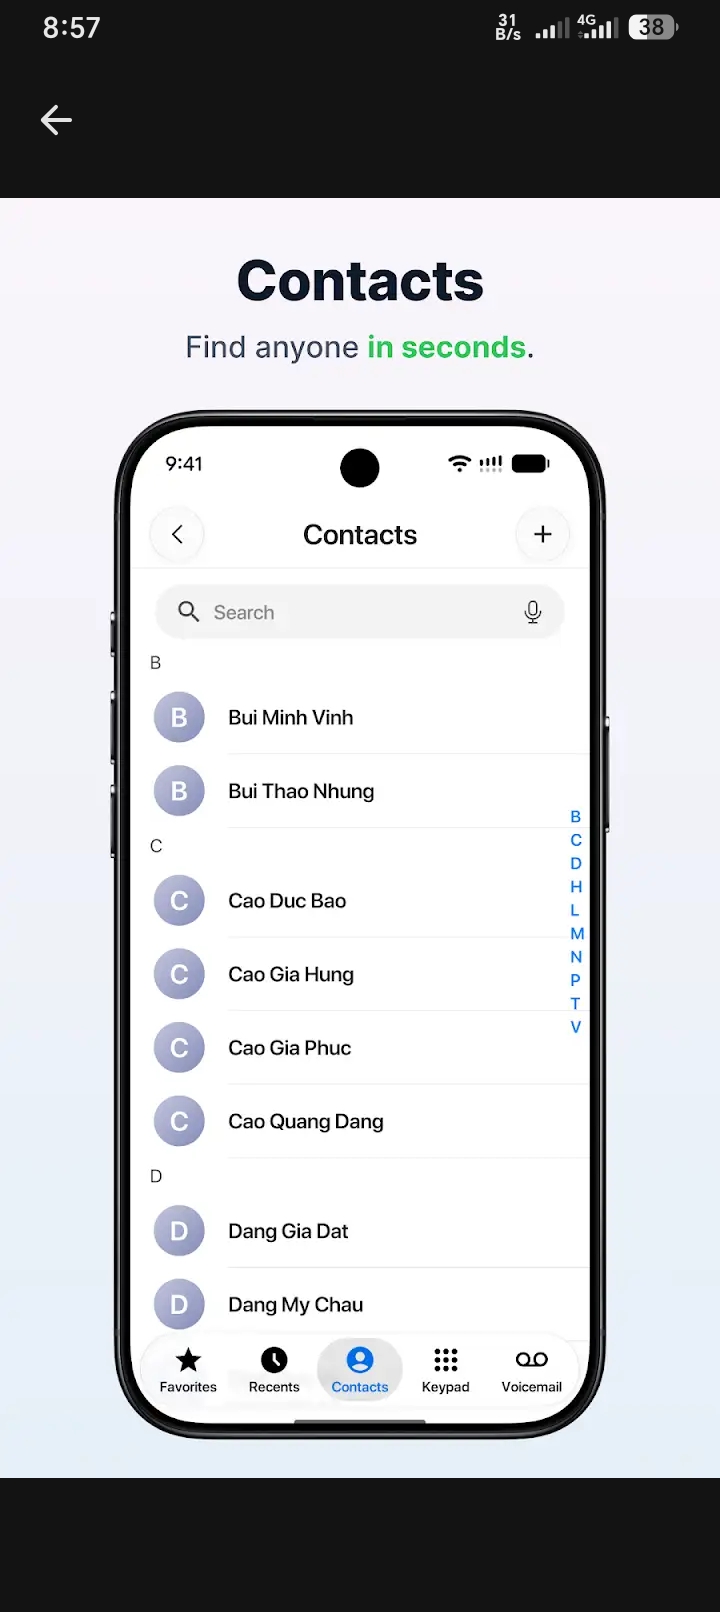 8:57
31
B/s
4G
38
Contacts
Find anyone in seconds.
9:41
Contacts
Search
B
B
Bui Minh Vinh
B
Bui Thao Nhung
C
C
Cao Duc Bao
C
Cao Gia Hung
C
Cao Gia Phuc
C
Cao Quang Dang
D
D
Dang Gia Dat
D
Dang My Chau
B
C
D
H
L
M
N
P
T
V
Favorites
Recents
Contacts
Keypad
Voicemail